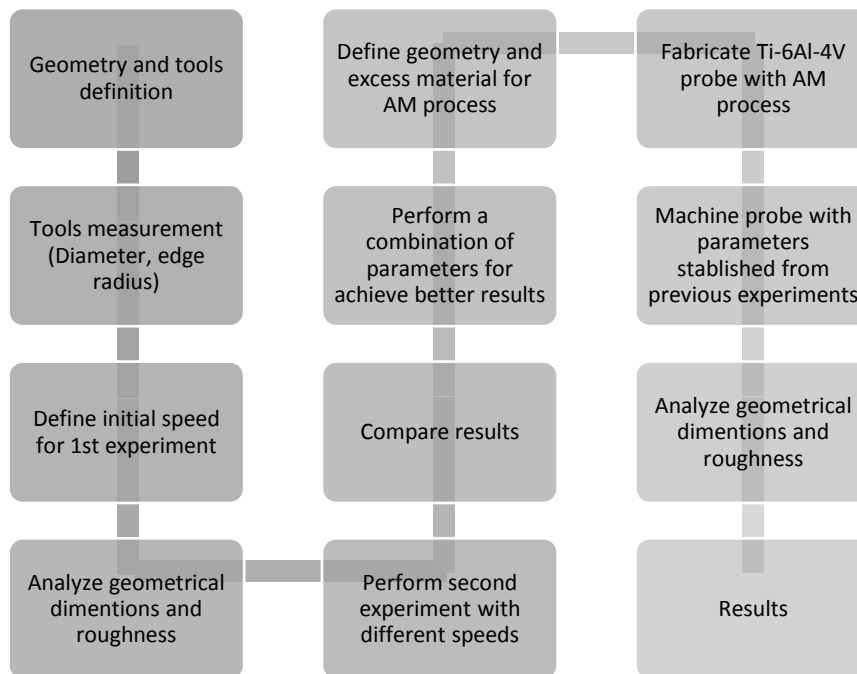 Geometry and tools
definition
Tools measurement
(Diameter, edge
radius)
Define initial speed
for 1st experiment
Analyze geometrical
dimentions and
roughness
Perform second
experiment with
different speeds
Compare results
Perform a
combination of
parameters for
achieve better results
Define geometry and
excess material for
AM process
Fabricate Ti-6Al-4V
probe with AM
process
Machine probe with
parameters
stablished from
previous experiments
Analyze geometrical
dimentions and
roughness
Results